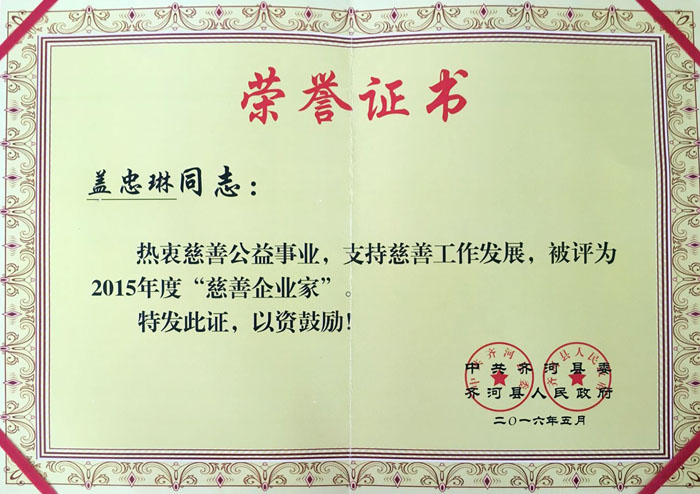 荣誉证书
盖忠琳同志：
热衷慈善公益事业，支持慈善工作发展，被评为
2015年度“慈善企业家”。
特发此证，以资鼓励！
中共齐河县委
齐河县人民政府
二〇一六年五月